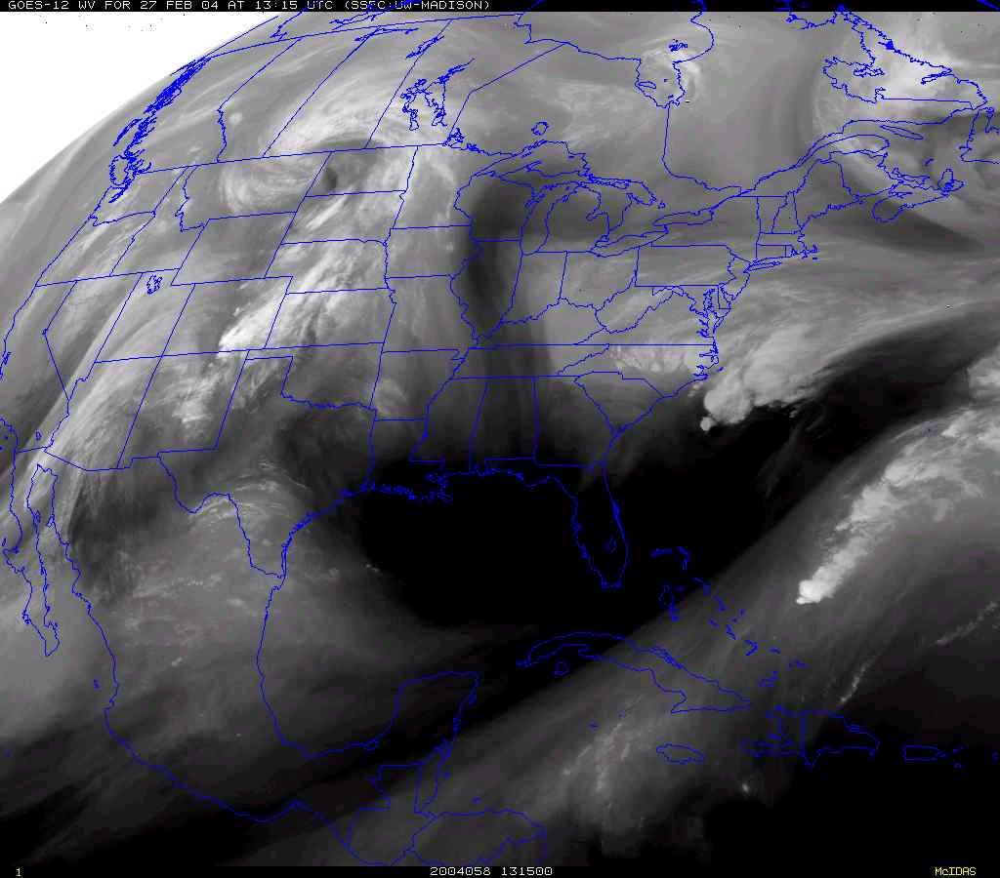 GOES-12 WV FOR 27 FEB 04 AT 13:15 UTC (SSEC:UW-MADISON)
1 2004058 131500 McIDAS